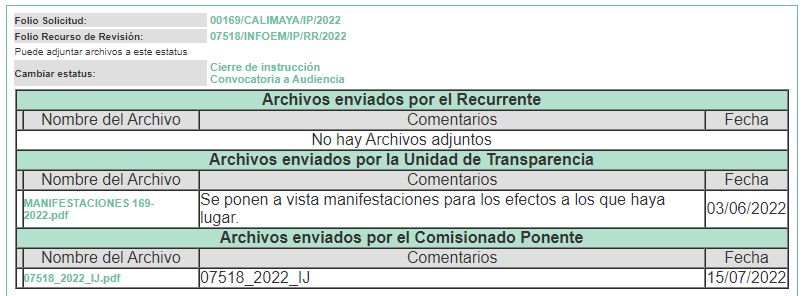 Folio Solicitud: 00169/CALIMAYA/IP/2022
Folio Recurso de Revisión: 07518/INFOEM/IP/RR/2022
Puede adjuntar archivos a este estatus
Cambiar estatus: Cierre de instrucción
Convocatoria a Audiencia
Archivos enviados por el Recurrente
Nombre del Archivo Comentarios Fecha
No hay Archivos adjuntos
Archivos enviados por la Unidad de Transparencia
Nombre del Archivo Comentarios Fecha
MANIFESTACIONES 169-2022.pdf Se ponen a vista manifestaciones para los efectos a los que haya lugar. 03/06/2022
Archivos enviados por el Comisionado Ponente
Nombre del Archivo Comentarios Fecha
07518_2022_IJ.pdf 07518_2022_IJ 15/07/2022